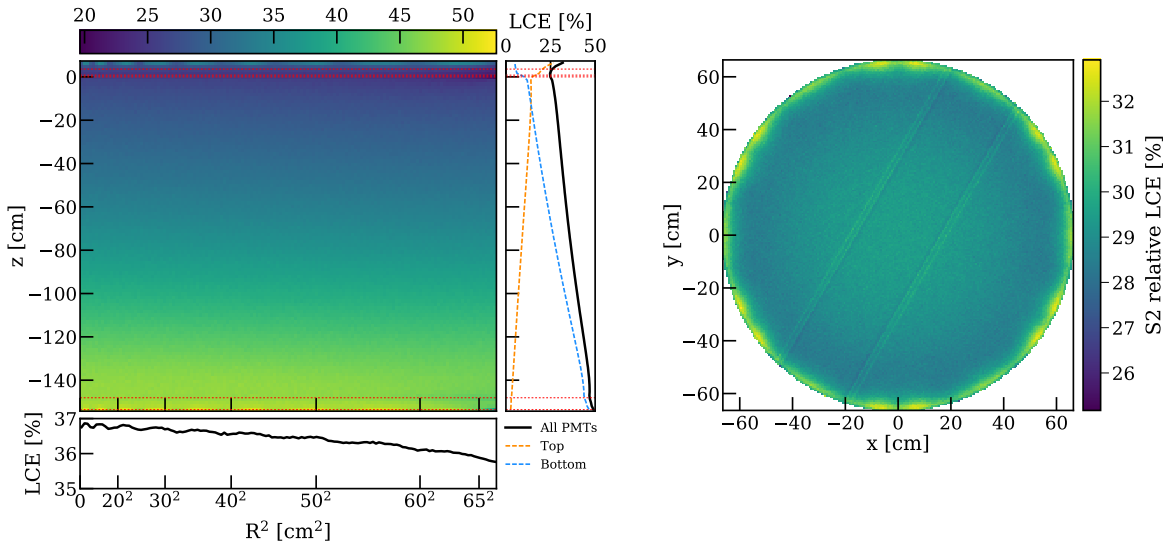 20 25 30 35 40 45 50
LCE [%]
0 25 50
0
−20
−40
−60
−80
−100
−120
−140
z [cm]
37
36
35
LCE [%]
0 20² 30² 40² 50² 60² 65²
R² [cm²]
All PMTs
Top
Bottom
60
40
20
0
−20
−40
−60
y [cm]
−60 −40 −20 0 20 40 60
x [cm]
32
31
30
29
28
27
26
S2 relative LCE [%]